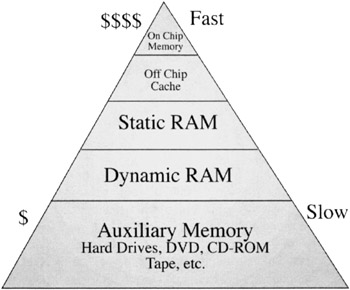 $$$$ Fast
On Chip
Memory
Off Chip
Cache
Static RAM
Dynamic RAM
$ Slow
Auxiliary Memory
Hard Drives, DVD, CD-ROM
Tape, etc.